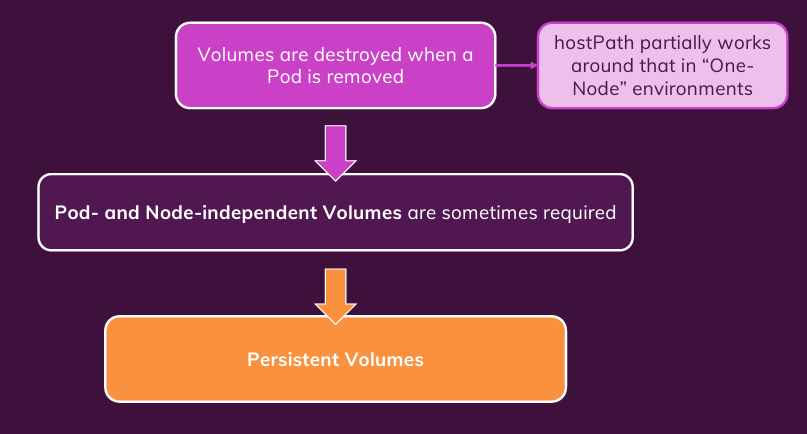 Volumes are destroyed when a
Pod is removed
hostPath partially works
around that in “One-
Node” environments
Pod- and Node-independent Volumes are sometimes required
Persistent Volumes